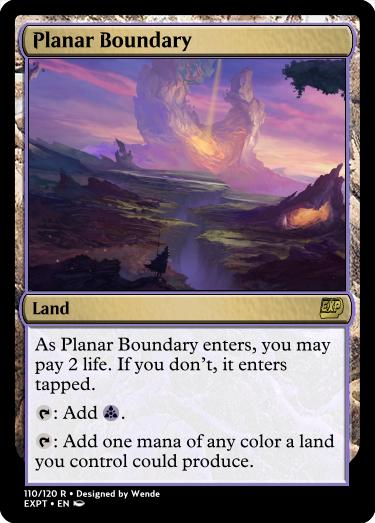 Planar Boundary
Land
EXP
As Planar Boundary enters, you may
pay 2 life. If you don't, it enters
tapped.
: Add .
: Add one mana of any color a land
you control could produce.
110/120 R • Designed by Wende
EXPT • EN